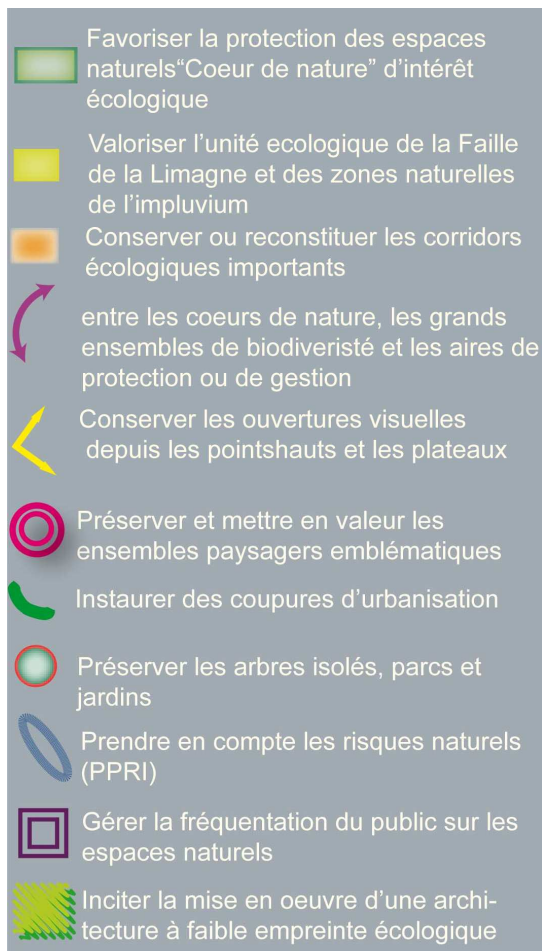 Favoriser la protection des espaces
naturels“Coeur de nature” d’intérêt
écologique
Valoriser l’unité ecologique de la Faille
de la Limagne et des zones naturelles
de l’impluvium
Conserver ou reconstituer les corridors
écologiques importants
entre les coeurs de nature, les grands
ensembles de biodiveristé et les aires de
protection ou de gestion
Conserver les ouvertures visuelles
depuis les pointshauts et les plateaux
Préserver et mettre en valeur les
ensembles paysagers emblématiques
Instaurer des coupures d’urbanisation
Préserver les arbres isolés, parcs et
jardins
Prendre en compte les risques naturels
(PPRI)
Gérer la fréquentation du public sur les
espaces naturels
Inciter la mise en oeuvre d’une archi-
tecture à faible empreinte écologique